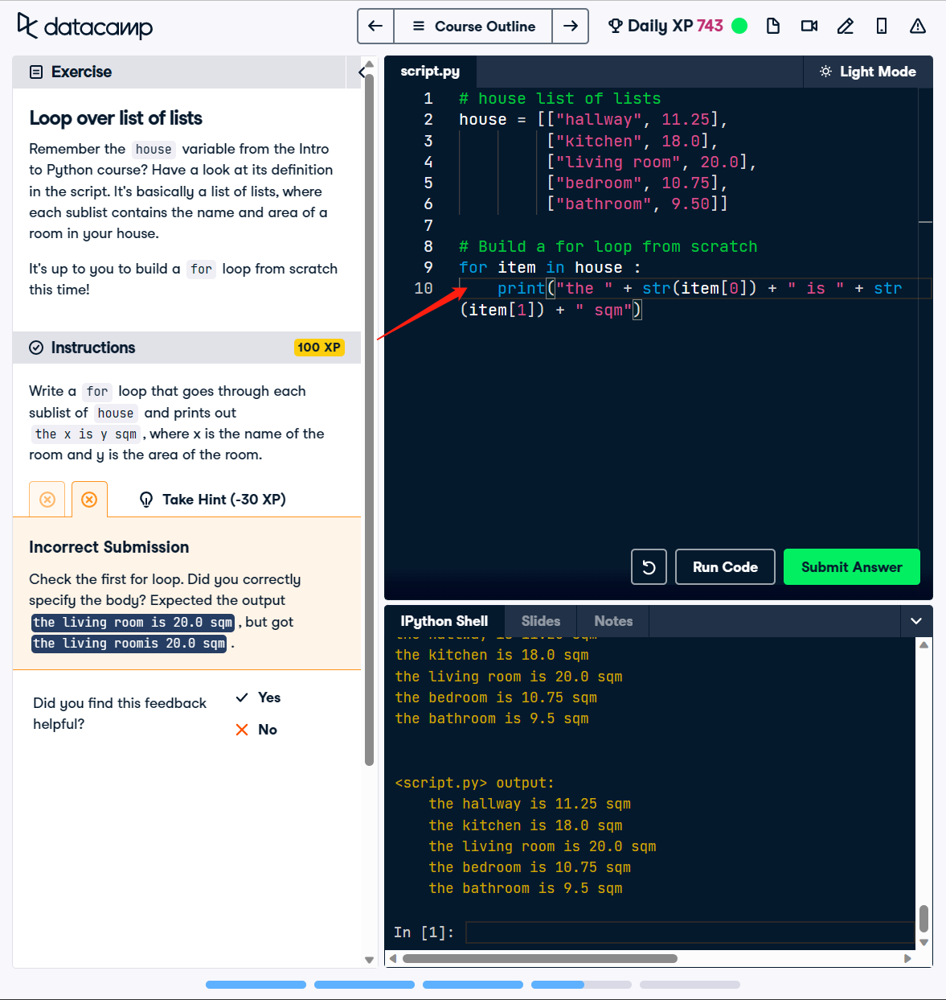 datacamp
Course Outline
Daily XP 743
Exercise
Loop over list of lists
Remember the house variable from the Intro
to Python course? Have a look at its definition
in the script. It's basically a list of lists, where
each sublist contains the name and area of a
room in your house.
It's up to you to build a for loop from scratch
this time!
Instructions
100 XP
Write a for loop that goes through each
sublist of house and prints out
the x is y sqm, where x is the name of the
room and y is the area of the room.
Take Hint (-30 XP)
Incorrect Submission
Check the first for loop. Did you correctly
specify the body? Expected the output
the living room is 20.0 sqm, but got
the living roomis 20.0 sqm.
Did you find this feedback
helpful?
Yes
No
script.py
Light Mode
1 # house list of lists
2 house = [["hallway", 11.25],
3 ["kitchen", 18.0],
4 ["living room", 20.0],
5 ["bedroom", 10.75],
6 ["bathroom", 9.50]]
7
8 # Build a for loop from scratch
9 for item in house :
10 print("the " + str(item[0]) + " is " + str
(item[1]) + " sqm")
Run Code
Submit Answer
IPython Shell
Slides
Notes
the hallway is 11.25 sqm
the kitchen is 18.0 sqm
the living room is 20.0 sqm
the bedroom is 10.75 sqm
the bathroom is 9.5 sqm
<script.py> output:
the hallway is 11.25 sqm
the kitchen is 18.0 sqm
the living room is 20.0 sqm
the bedroom is 10.75 sqm
the bathroom is 9.5 sqm
In [1]: